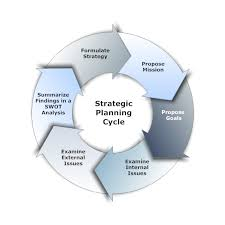 Strategic
Planning
Cycle
Formulate
Strategy
Propose
Mission
Propose
Goals
Examine
Internal
Issues
Examine
External
Issues
Summarize
Findings in a
SWOT
Analysis